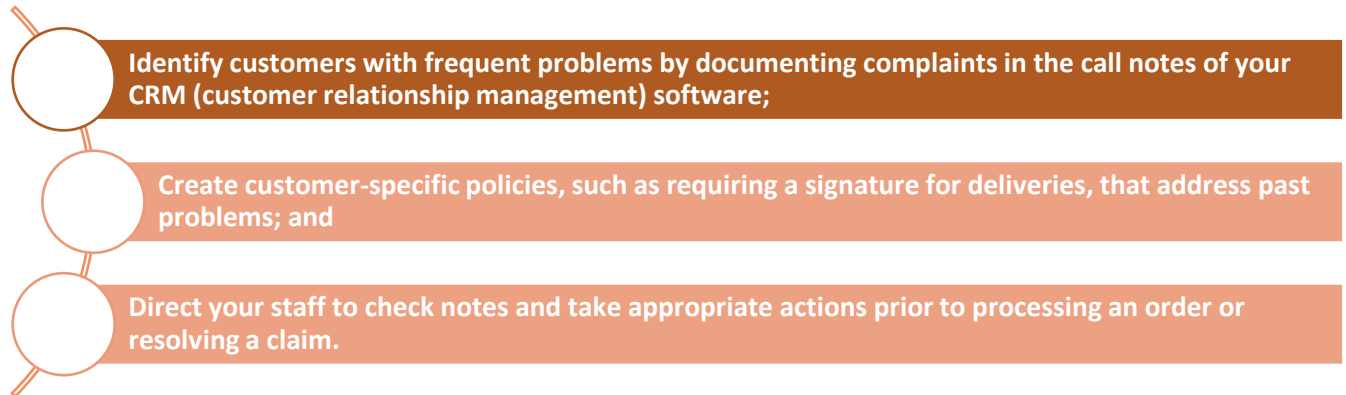 Identify customers with frequent problems by documenting complaints in the call notes of your
CRM (customer relationship management) software;
Create customer-specific policies, such as requiring a signature for deliveries, that address past
problems; and
Direct your staff to check notes and take appropriate actions prior to processing an order or
resolving a claim.